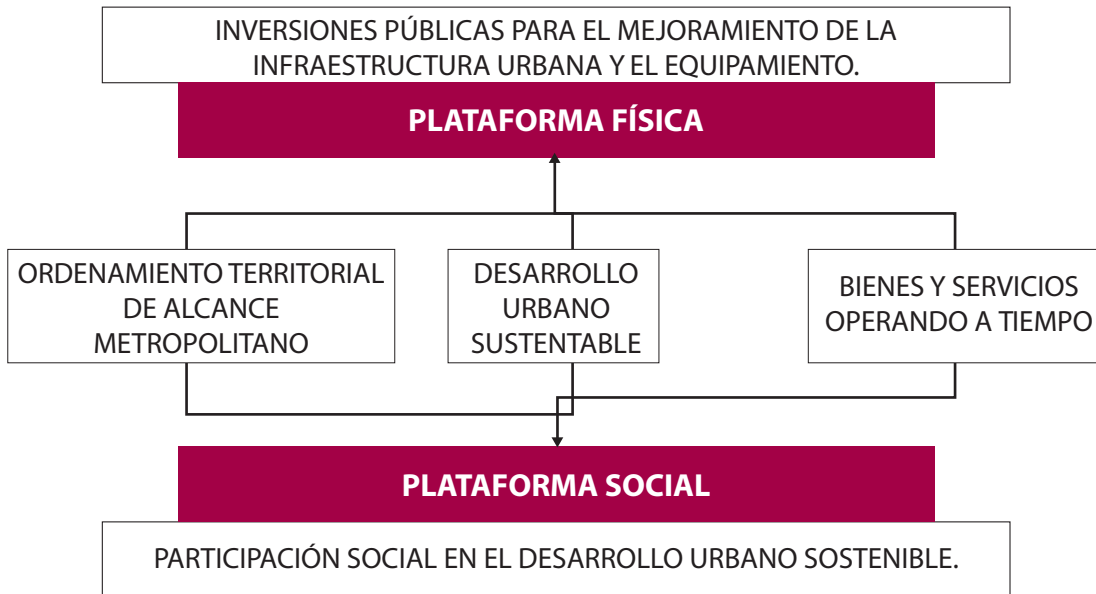 INVERSIONES PÚBLICAS PARA EL MEJORAMIENTO DE LA
INFRAESTRUCTURA URBANA Y EL EQUIPAMIENTO.
PLATAFORMA FÍSICA
ORDENAMIENTO TERRITORIAL
DE ALCANCE
METROPOLITANO
DESARROLLO
URBANO
SUSTENTABLE
BIENES Y SERVICIOS
OPERANDO A TIEMPO
PLATAFORMA SOCIAL
PARTICIPACIÓN SOCIAL EN EL DESARROLLO URBANO SOSTENIBLE.